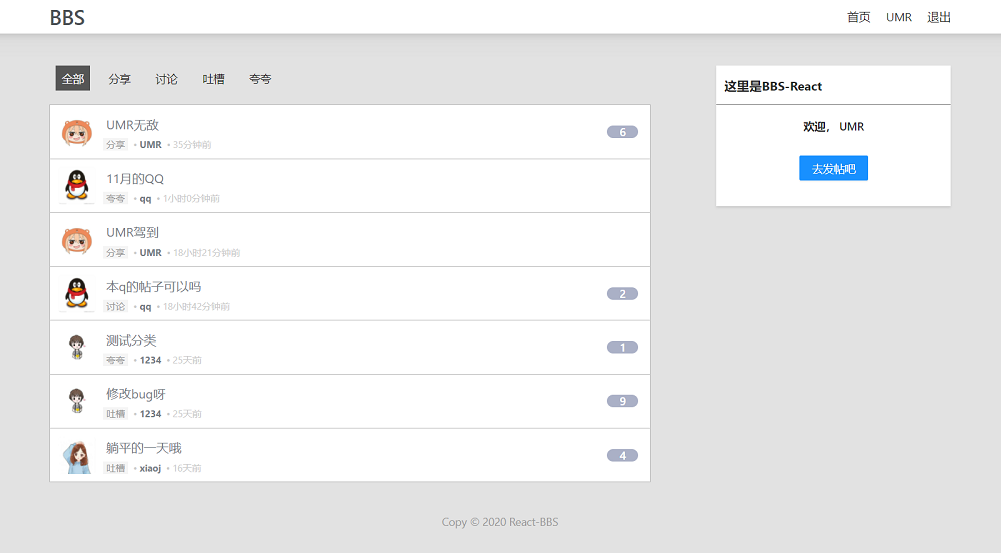 BBS 首页 UMR 退出
全部 分享 讨论 吐槽 夸夸
UMR无敌
分享 • UMR • 35分钟前
6
11月的QQ
夸夸 • qq • 1小时0分钟前
UMR驾到
分享 • UMR • 18小时21分钟前
本q的帖子可以吗
讨论 • qq • 18小时42分钟前
2
测试分类
夸夸 • 1234 • 25天前
1
修改bug呀
吐槽 • 1234 • 25天前
9
躺平的一天哦
吐槽 • xiaoj • 16天前
4
这里是BBS-React
欢迎， UMR
去发帖吧
Copy © 2020 React-BBS